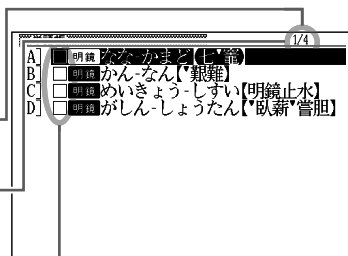 1/4
A] 明鏡 なな-かまど【七▼竈】
B] 明鏡 かん-なん【▼艱難】
C] 明鏡 めいきょう-しすい【明鏡止水】
D] 明鏡 がしん-しょうたん【▼臥薪▼嘗胆】